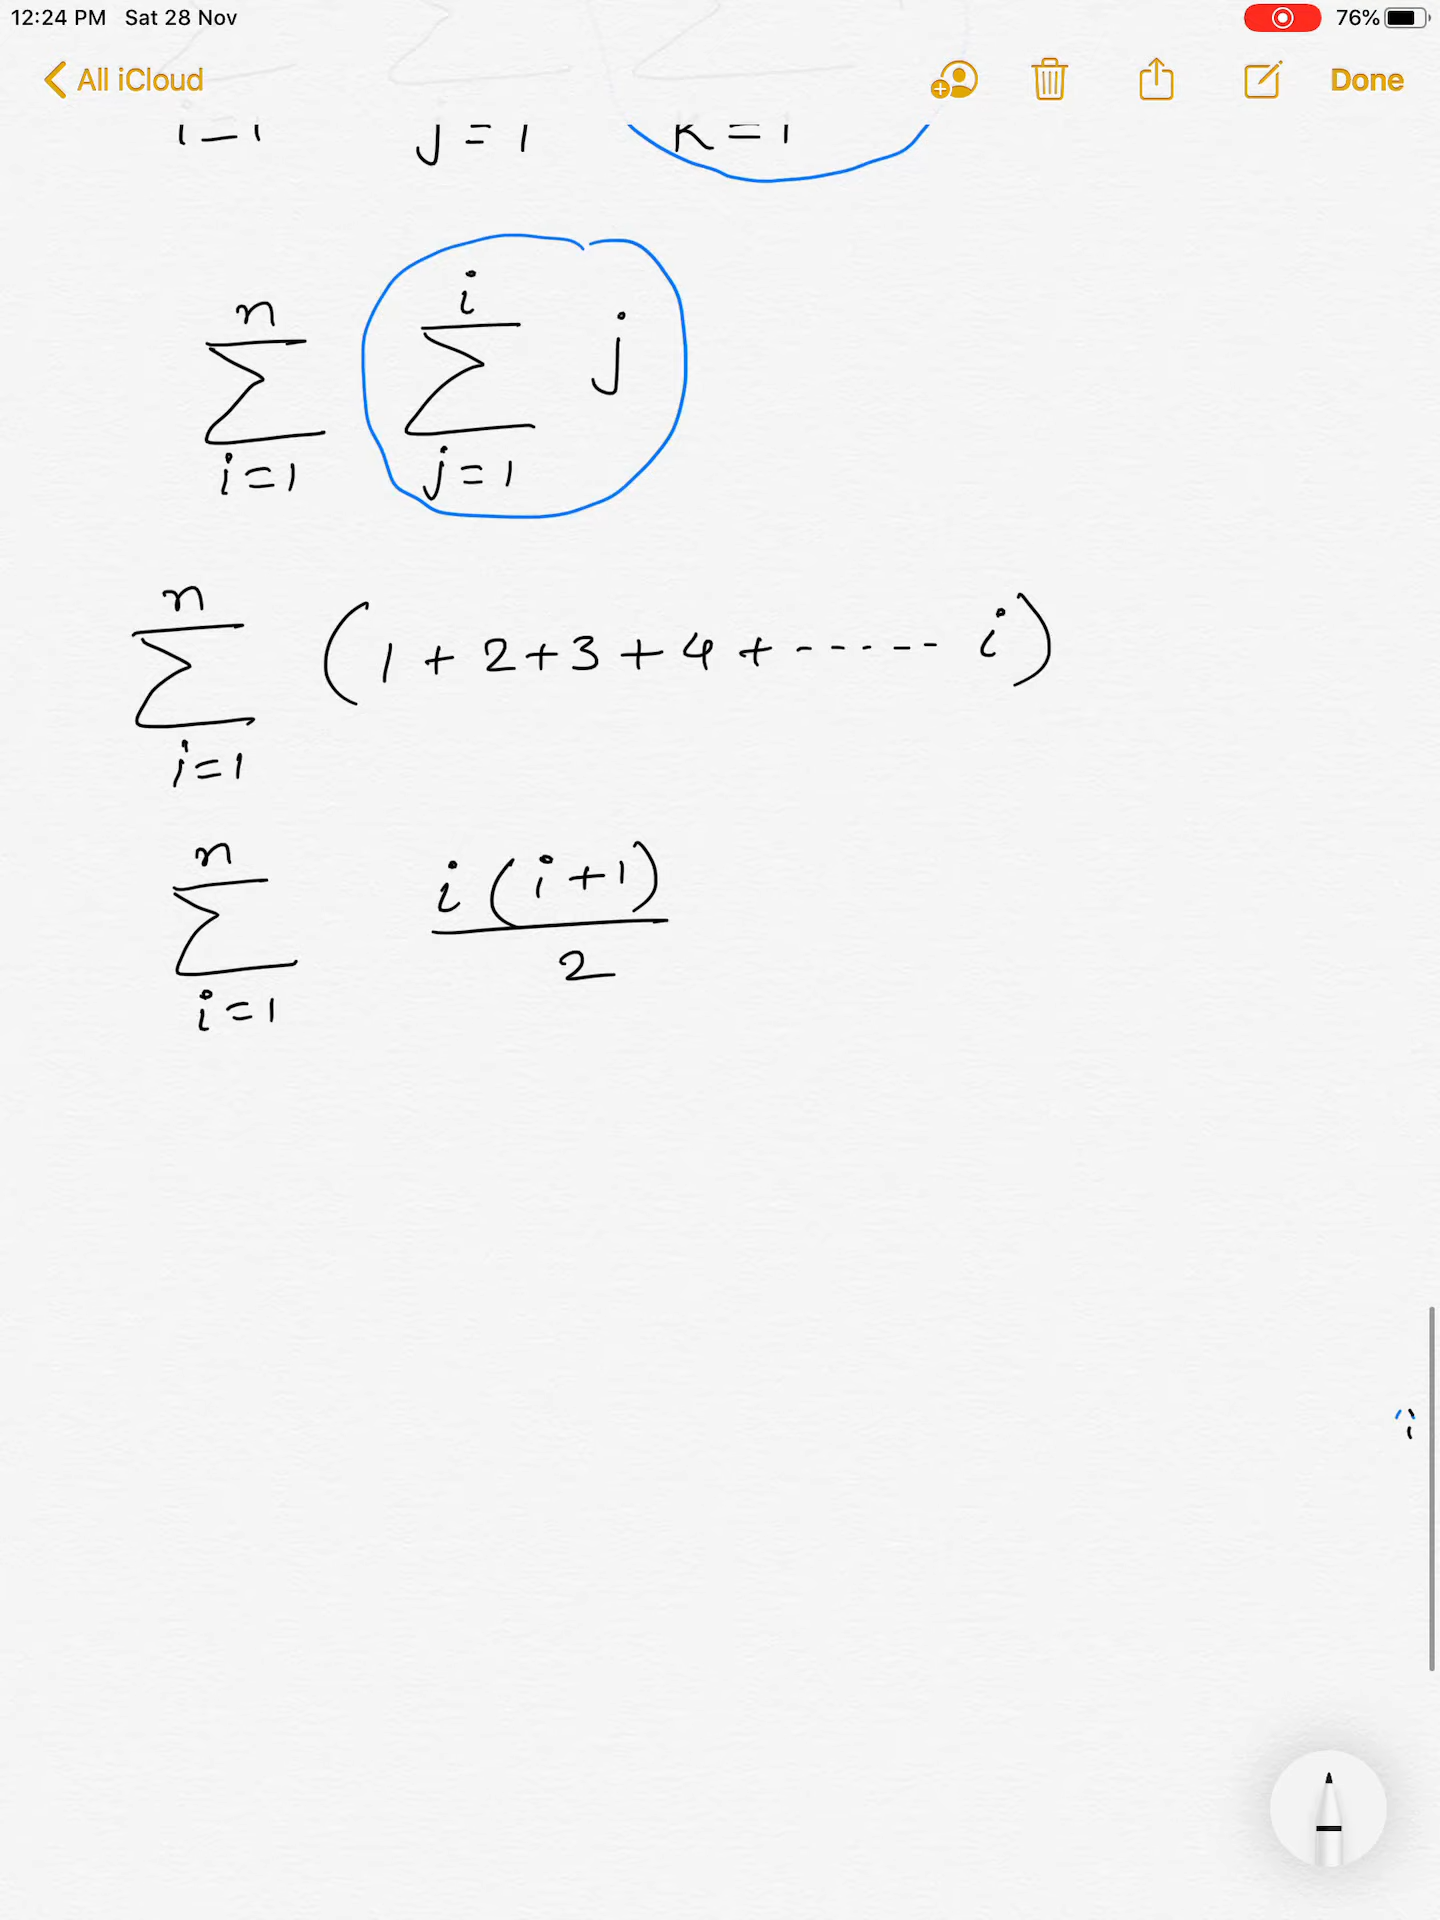 12:24 PM Sat 28 Nov 76%
All iCloud Done
i=1 j=1 k=1
n i
∑ ∑ j
i=1 j=1
n
∑ (1+2+3+4+----- i)
i=1
n
∑ i(i+1)
2
i=1